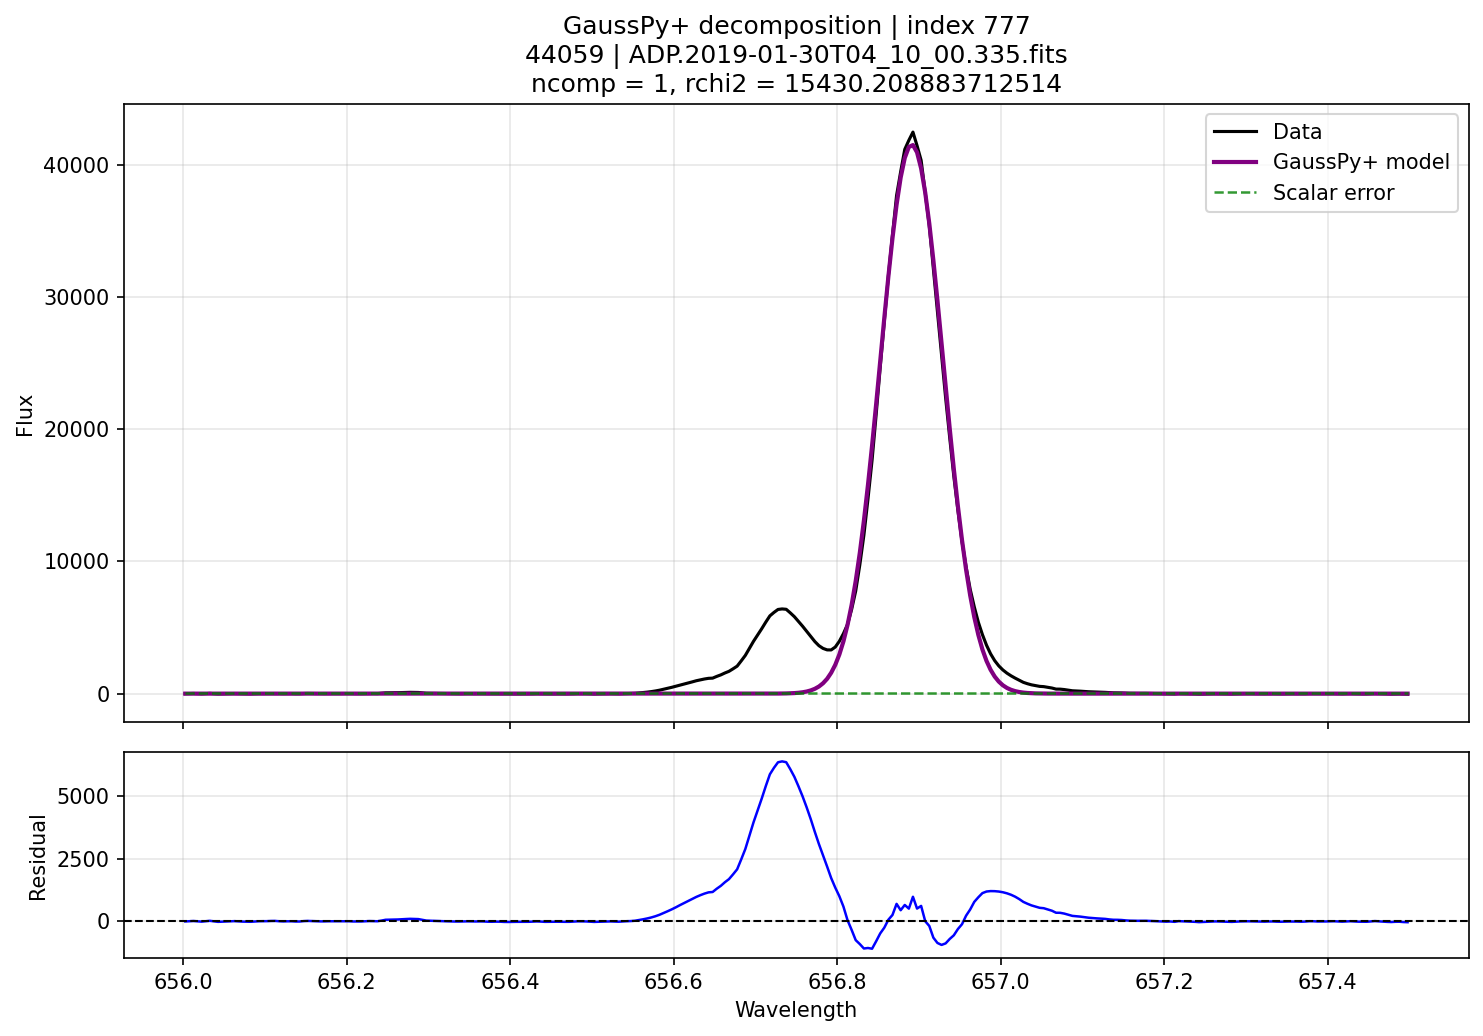 GaussPy+ decomposition | index 777
44059 | ADP.2019-01-30T04_10_00.335.fits
ncomp = 1, rchi2 = 15430.208883712514
Data
GaussPy+ model
Scalar error
Flux
40000
30000
20000
10000
0
Residual
5000
2500
0
656.0 656.2 656.4 656.6 656.8 657.0 657.2 657.4
Wavelength